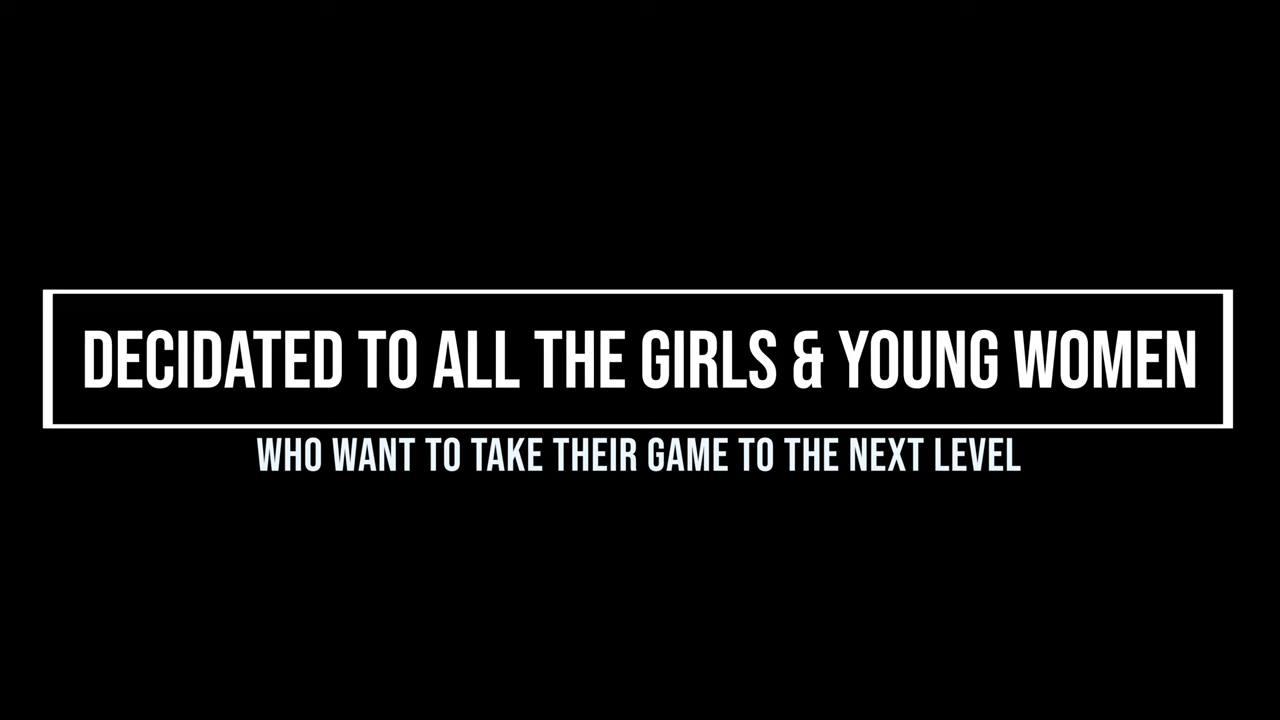 DECIDATED TO ALL THE GIRLS & YOUNG WOMEN
WHO WANT TO TAKE THEIR GAME TO THE NEXT LEVEL